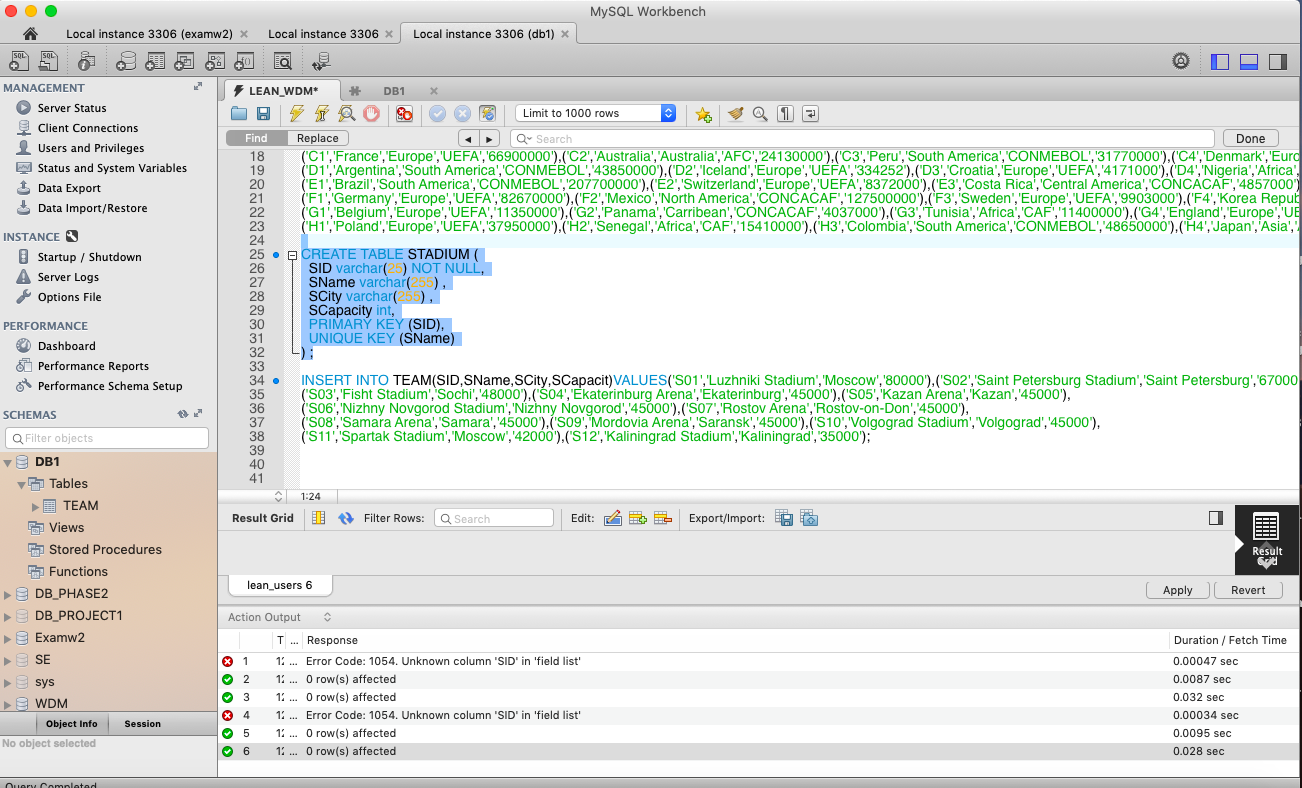 MySQL Workbench
Local instance 3306 (examw2) Local instance 3306 Local instance 3306 (db1)
MANAGEMENT
Server Status
Client Connections
Users and Privileges
Status and System Variables
Data Export
Data Import/Restore
INSTANCE
Startup / Shutdown
Server Logs
Options File
PERFORMANCE
Dashboard
Performance Reports
Performance Schema Setup
SCHEMAS
Filter objects
DB1
Tables
TEAM
Views
Stored Procedures
Functions
DB_PHASE2
DB_PROJECT1
Examw2
SE
sys
WDM
Object Info Session
No object selected
Query Completed
LEAN_WDM* DB1
Limit to 1000 rows
Find Replace Search Done
18 ('C1','France','Europe','UEFA','66900000'),('C2','Australia','Australia','AFC','24130000'),('C3','Peru','South America','CONMEBOL','31770000'),('C4','Denmark','Euro
19 ('D1','Argentina','South America','CONMEBOL','43850000'),('D2','Iceland','Europe','UEFA','334252'),('D3','Croatia','Europe','UEFA','4171000'),('D4','Nigeria','Africa',
20 ('E1','Brazil','South America','CONMEBOL','207700000'),('E2','Switzerland','Europe','UEFA','8372000'),('E3','Costa Rica','Central America','CONCACAF','4857000
21 ('F1','Germany','Europe','UEFA','82670000'),('F2','Mexico','North America','CONCACAF','127500000'),('F3','Sweden','Europe','UEFA','9903000'),('F4','Korea Repub
22 ('G1','Belgium','Europe','UEFA','11350000'),('G2','Panama','Carribean','CONCACAF','4037000'),('G3','Tunisia','Africa','CAF','11400000'),('G4','England','Europe','UE
23 ('H1','Poland','Europe','UEFA','37950000'),('H2','Senegal','Africa','CAF','15410000'),('H3','Colombia','South America','CONMEBOL','48650000'),('H4','Japan','Asia',
24
25 CREATE TABLE STADIUM (
26 SID varchar(25) NOT NULL,
27 SName varchar(255) ,
28 SCity varchar(255) ,
29 SCapacity int,
30 PRIMARY KEY (SID),
31 UNIQUE KEY (SName)
32 ) ;
33
34 INSERT INTO TEAM(SID,SName,SCity,SCapacit)VALUES('S01','Luzhniki Stadium','Moscow','80000'),('S02','Saint Petersburg Stadium','Saint Petersburg','67000
35 ('S03','Fisht Stadium','Sochi','48000'),('S04','Ekaterinburg Arena','Ekaterinburg','45000'),('S05','Kazan Arena','Kazan','45000'),
36 ('S06','Nizhny Novgorod Stadium','Nizhny Novgorod','45000'),('S07','Rostov Arena','Rostov-on-Don','45000'),
37 ('S08','Samara Arena','Samara','45000'),('S09','Mordovia Arena','Saransk','45000'),('S10','Volgograd Stadium','Volgograd','45000'),
38 ('S11','Spartak Stadium','Moscow','42000'),('S12','Kaliningrad Stadium','Kaliningrad','35000');
39
40
41
1:24
Result Grid Filter Rows: Search Edit: Export/Import:
Result
Grid
lean_users 6 Apply Revert
Action Output
T ... Response Duration / Fetch Time
1 12 ... Error Code: 1054. Unknown column 'SID' in 'field list' 0.00047 sec
2 12 ... 0 row(s) affected 0.0087 sec
3 12 ... 0 row(s) affected 0.032 sec
4 12 ... Error Code: 1054. Unknown column 'SID' in 'field list' 0.00034 sec
5 12 ... 0 row(s) affected 0.0095 sec
6 12 ... 0 row(s) affected 0.028 sec